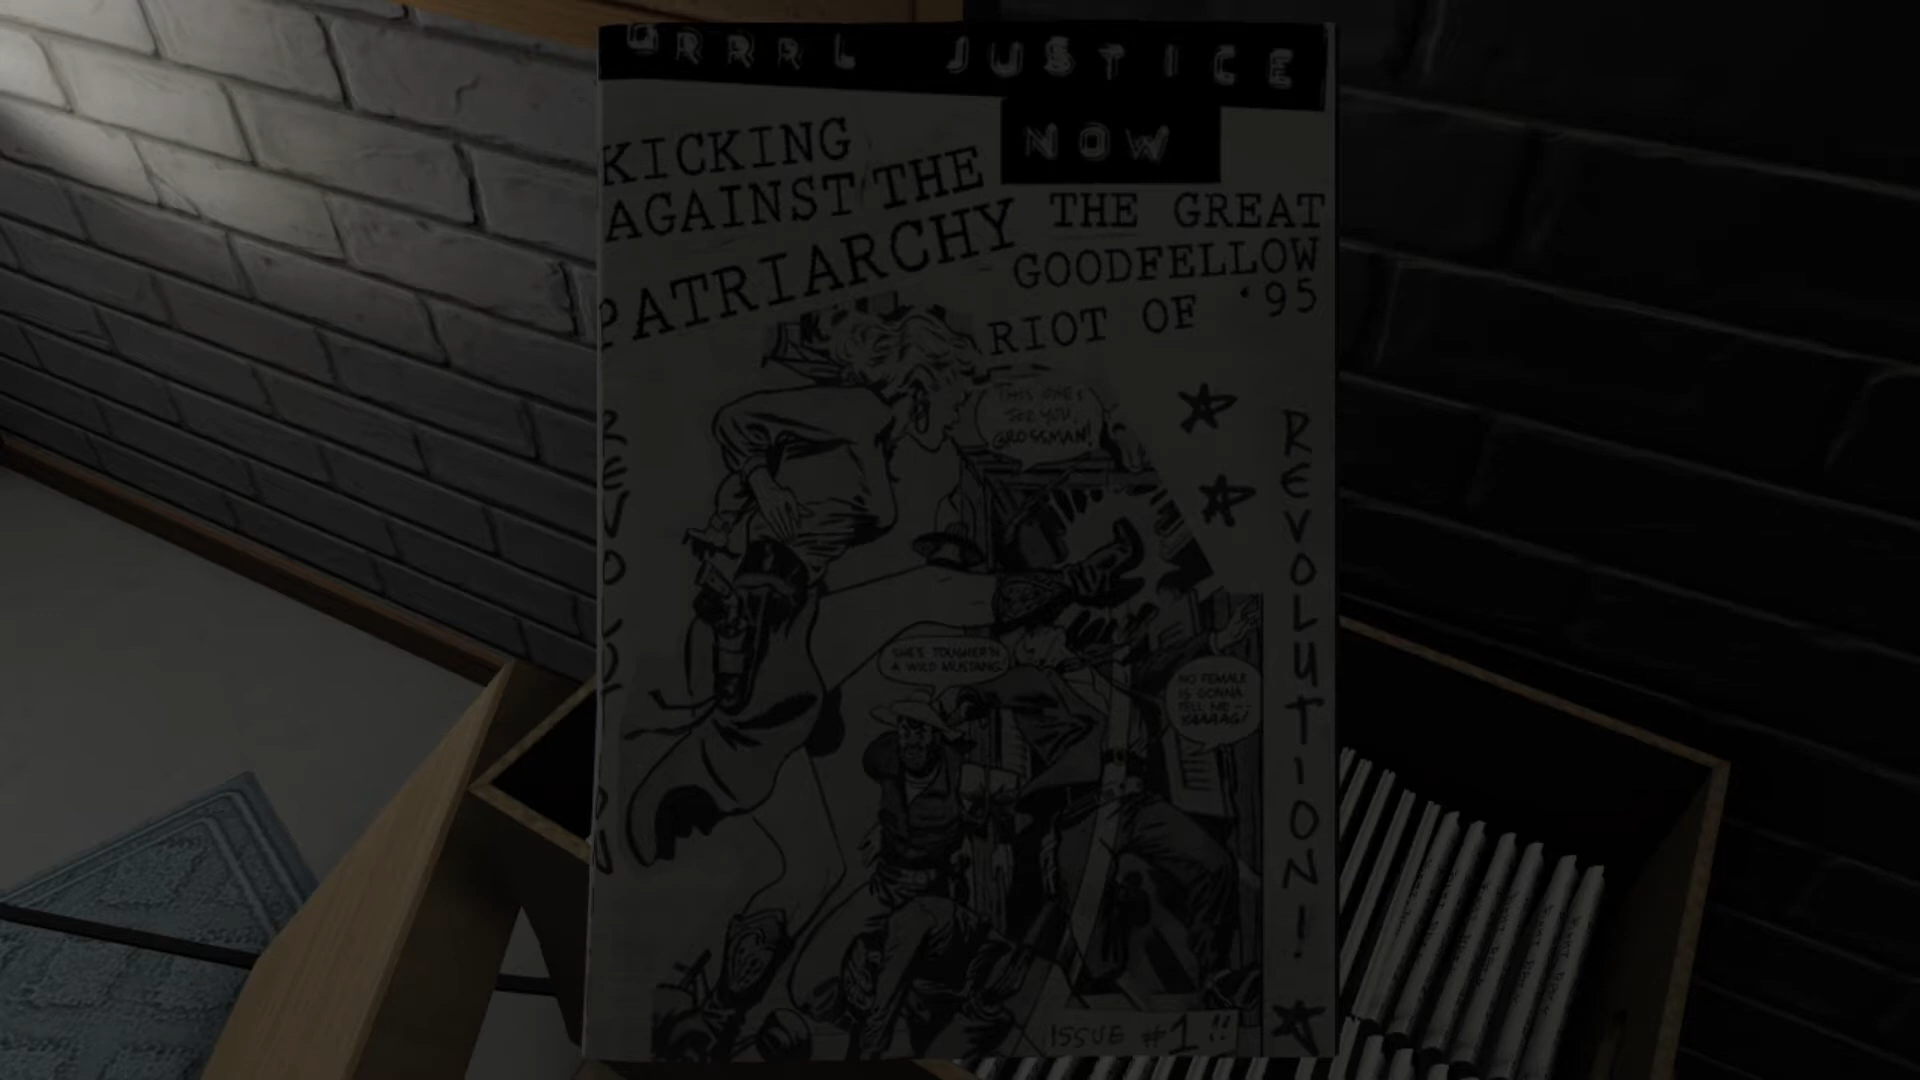 GRRRL JUSTICE
NOW
KICKING
AGAINST THE
PATRIARCHY
THE GREAT
GOODFELLOW
RIOT OF '95
THIS ONE'S
FOR YOU,
GROSSMAN!
REVOLUTION!
REVOLUTION
SHE'S TOUGHER'N
A WILD MUSTANG!
NO FEMALE
IS GONNA
TELL ME--
YAAAAG!
ISSUE #1!!